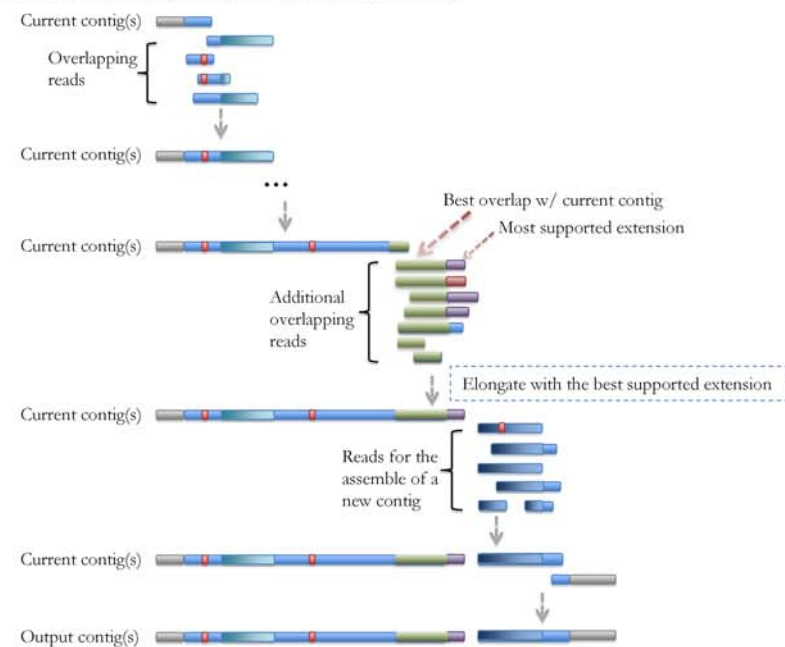 Current contig(s)
Overlapping
reads
Current contig(s)
...
Best overlap w/ current contig
Most supported extension
Current contig(s)
Additional
overlapping
reads
Elongate with the best supported extension
Current contig(s)
Reads for the
assemble of a
new contig
Current contig(s)
Output contig(s)